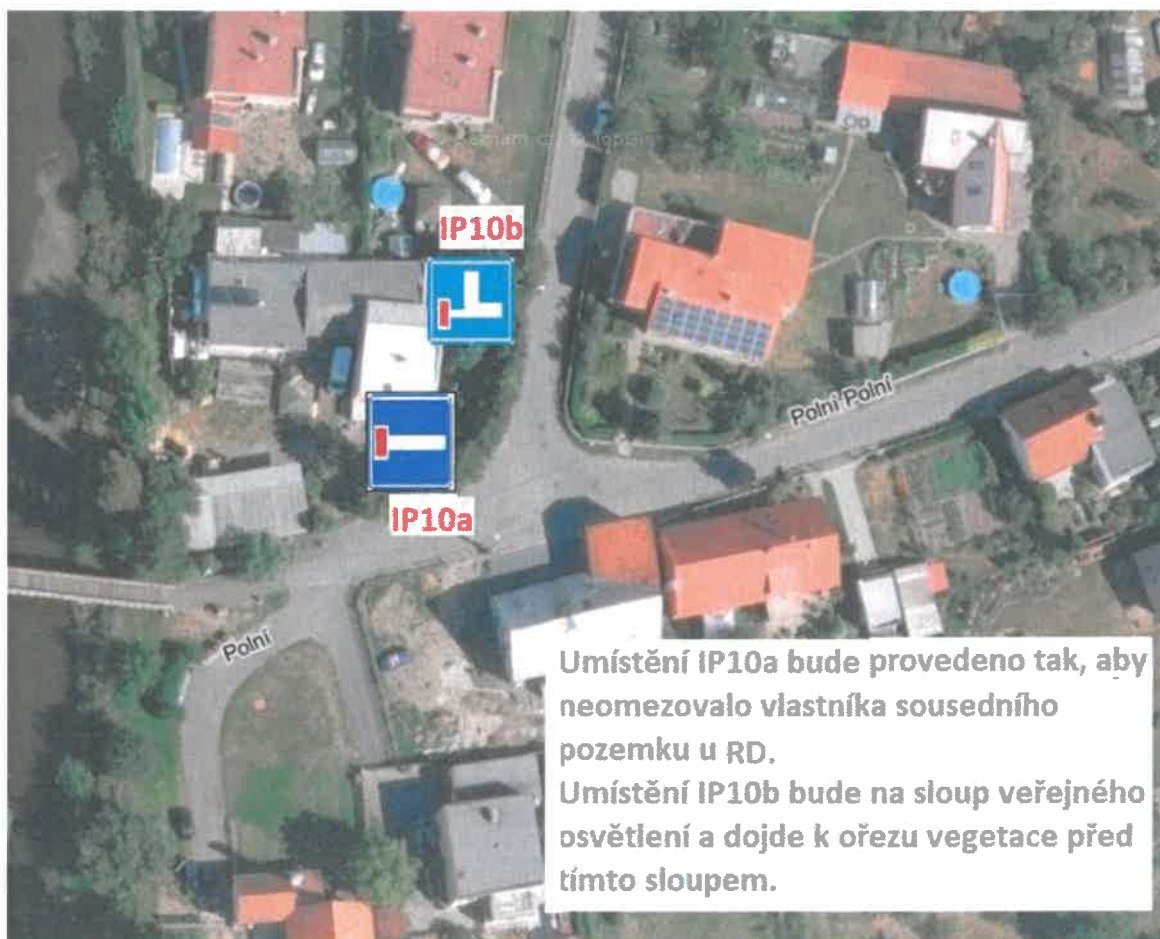 IP10b
IP10a
Polní Polní
Polní
Umístění IP10a bude provedeno tak, aby
neomezovalo vlastníka sousedního
pozemku u RD.
Umístění IP10b bude na sloup veřejného
osvětlení a dojde k ořezu vegetace před
tímto sloupem.